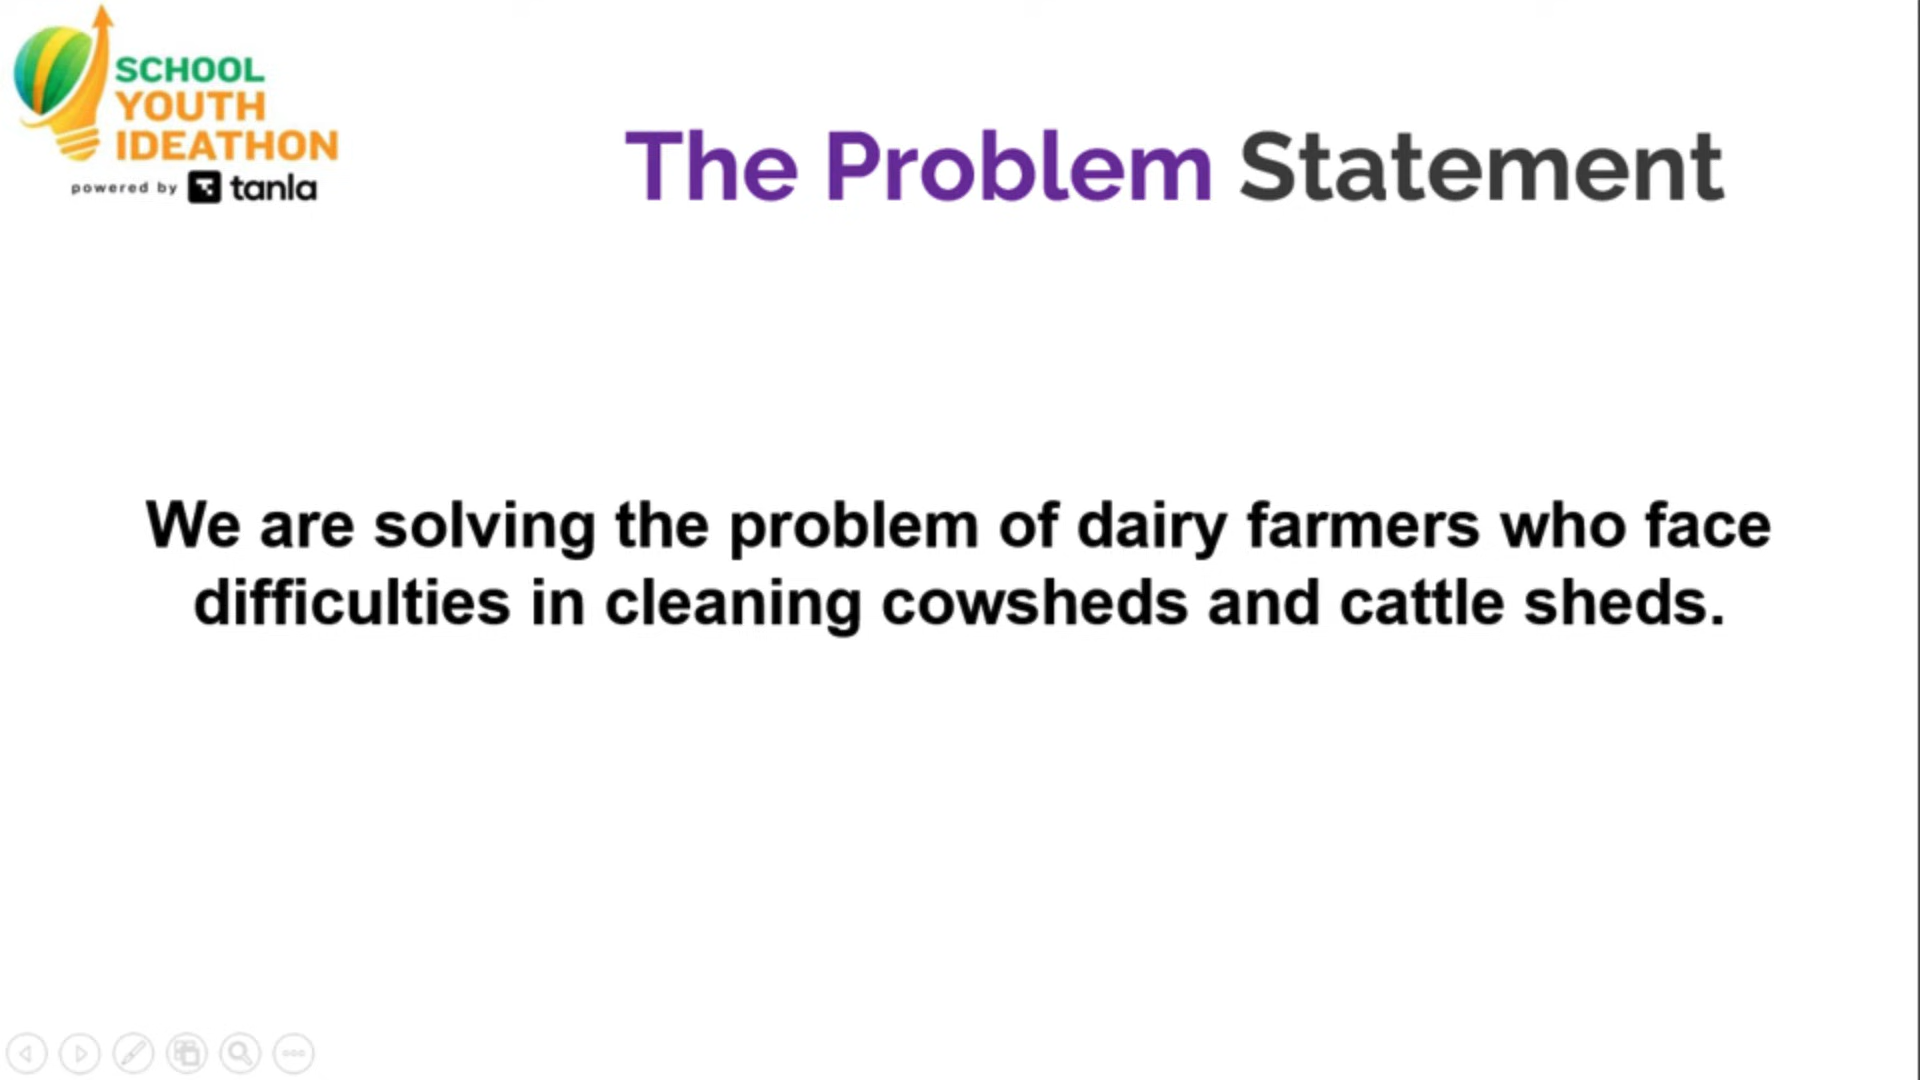 SCHOOL
YOUTH
IDEATHON
powered by tanla
The Problem Statement
We are solving the problem of dairy farmers who face
difficulties in cleaning cowsheds and cattle sheds.